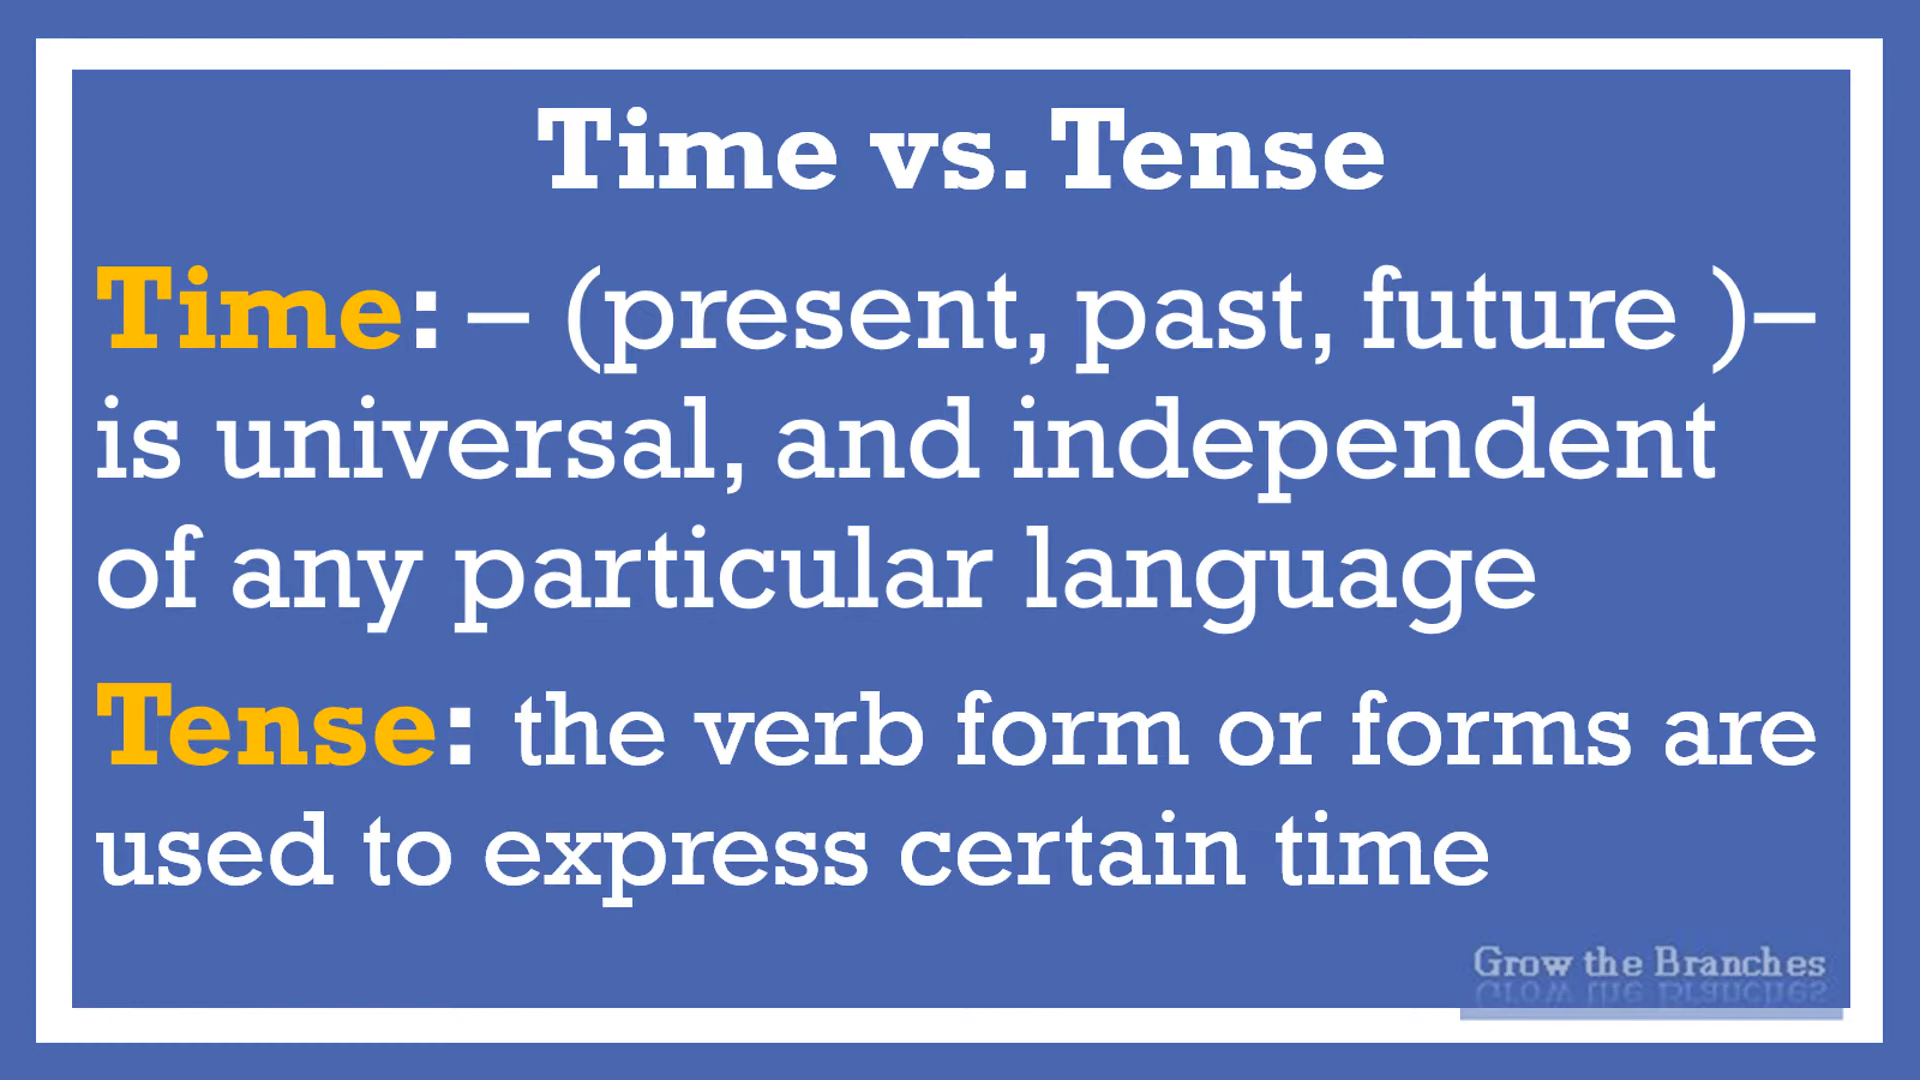 Time vs. Tense
Time: – (present, past, future )–
is universal, and independent
of any particular language
Tense: the verb form or forms are
used to express certain time
Grow the Branches